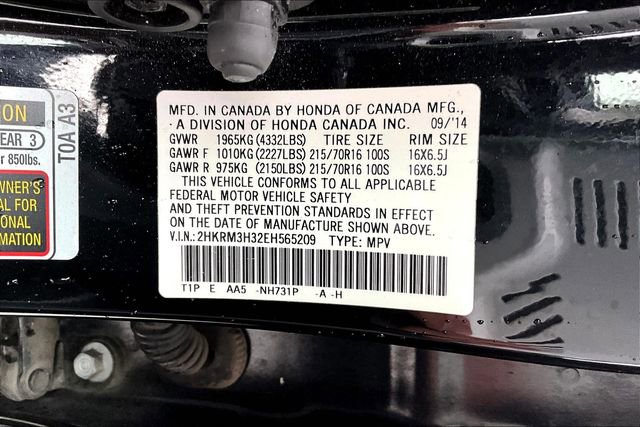 ON
EAR 3
r 850lbs.
WNER'S
AL FOR
ONAL
RMATION
TOA A3
MFD. IN CANADA BY HONDA OF CANADA MFG.,
- A DIVISION OF HONDA CANADA INC. 09/'14
GVWR 1965KG (4332LBS) TIRE SIZE RIM SIZE
GAWR F 1010KG (2227LBS) 215/70R16 100S 16X6.5J
GAWR R 975KG (2150LBS) 215/70R16 100S 16X6.5J
THIS VEHICLE CONFORMS TO ALL APPLICABLE
FEDERAL MOTOR VEHICLE SAFETY
AND THEFT PREVENTION STANDARDS IN EFFECT
ON THE DATE OF MANUFACTURE SHOWN ABOVE.
V.I.N.:2HKRM3H32EH565209 TYPE: MPV
T1P E AA5 -NH731P -A -H